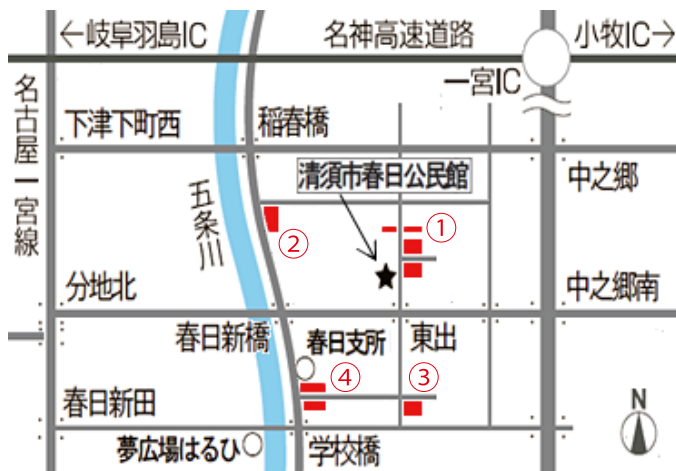 ←岐阜羽島IC
名神高速道路
小牧IC→
一宮IC
名古屋一宮線
下津下町西
稲春橋
清須市春日公民館
中之郷
五条川
①
②
分地北
中之郷南
春日新橋
春日支所
東出
④
③
春日新田
N
夢広場はるひ
学校橋